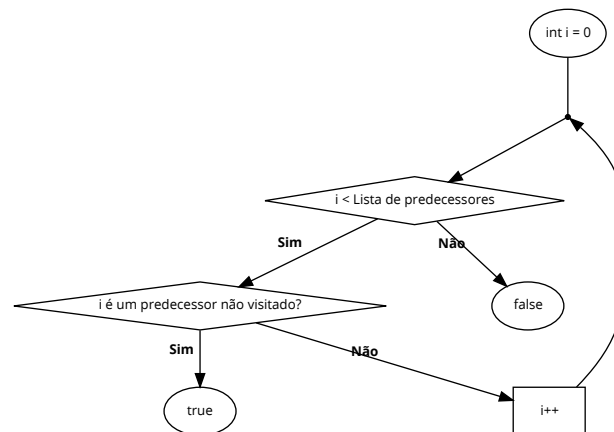 int i = 0
i < Lista de predecessores
Sim
Não
i é um predecessor não visitado?
false
Sim
Não
true
i++